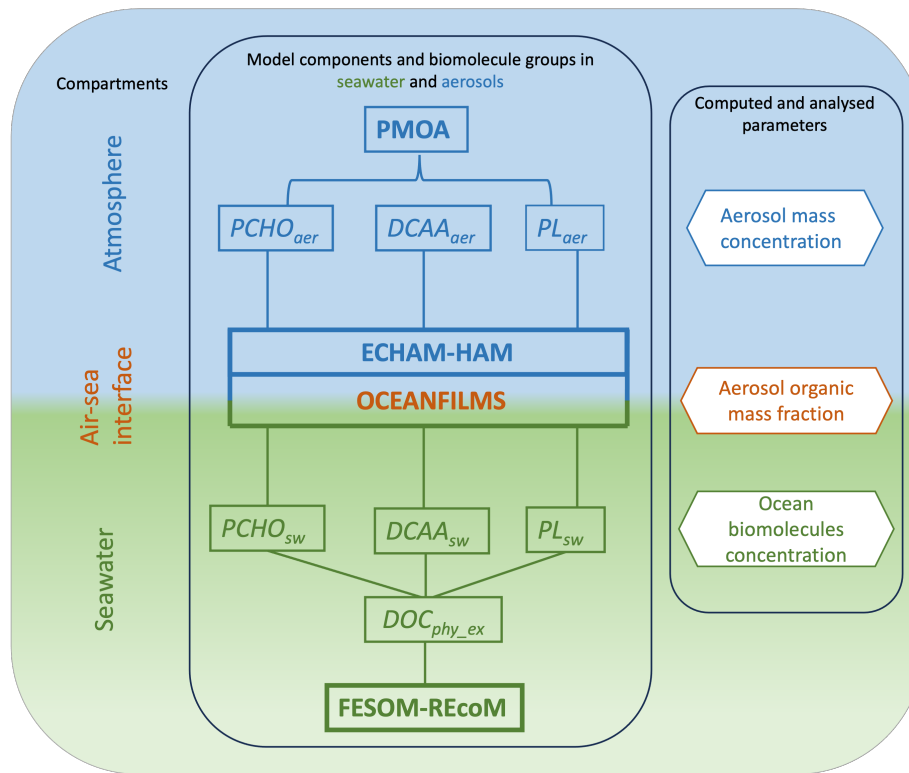 Compartments
Model components and biomolecule groups in
seawater and aerosols
Computed and analysed
parameters
Atmosphere
PMOA
PCHOaer
DCAAaer
PLaer
Aerosol mass
concentration
Air-sea
interface
ECHAM-HAM
OCEANFILMS
Aerosol organic
mass fraction
Seawater
PCHOsw
DCAAsw
PLsw
Ocean
biomolecules
concentration
DOCphy_ex
FESOM-REcoM